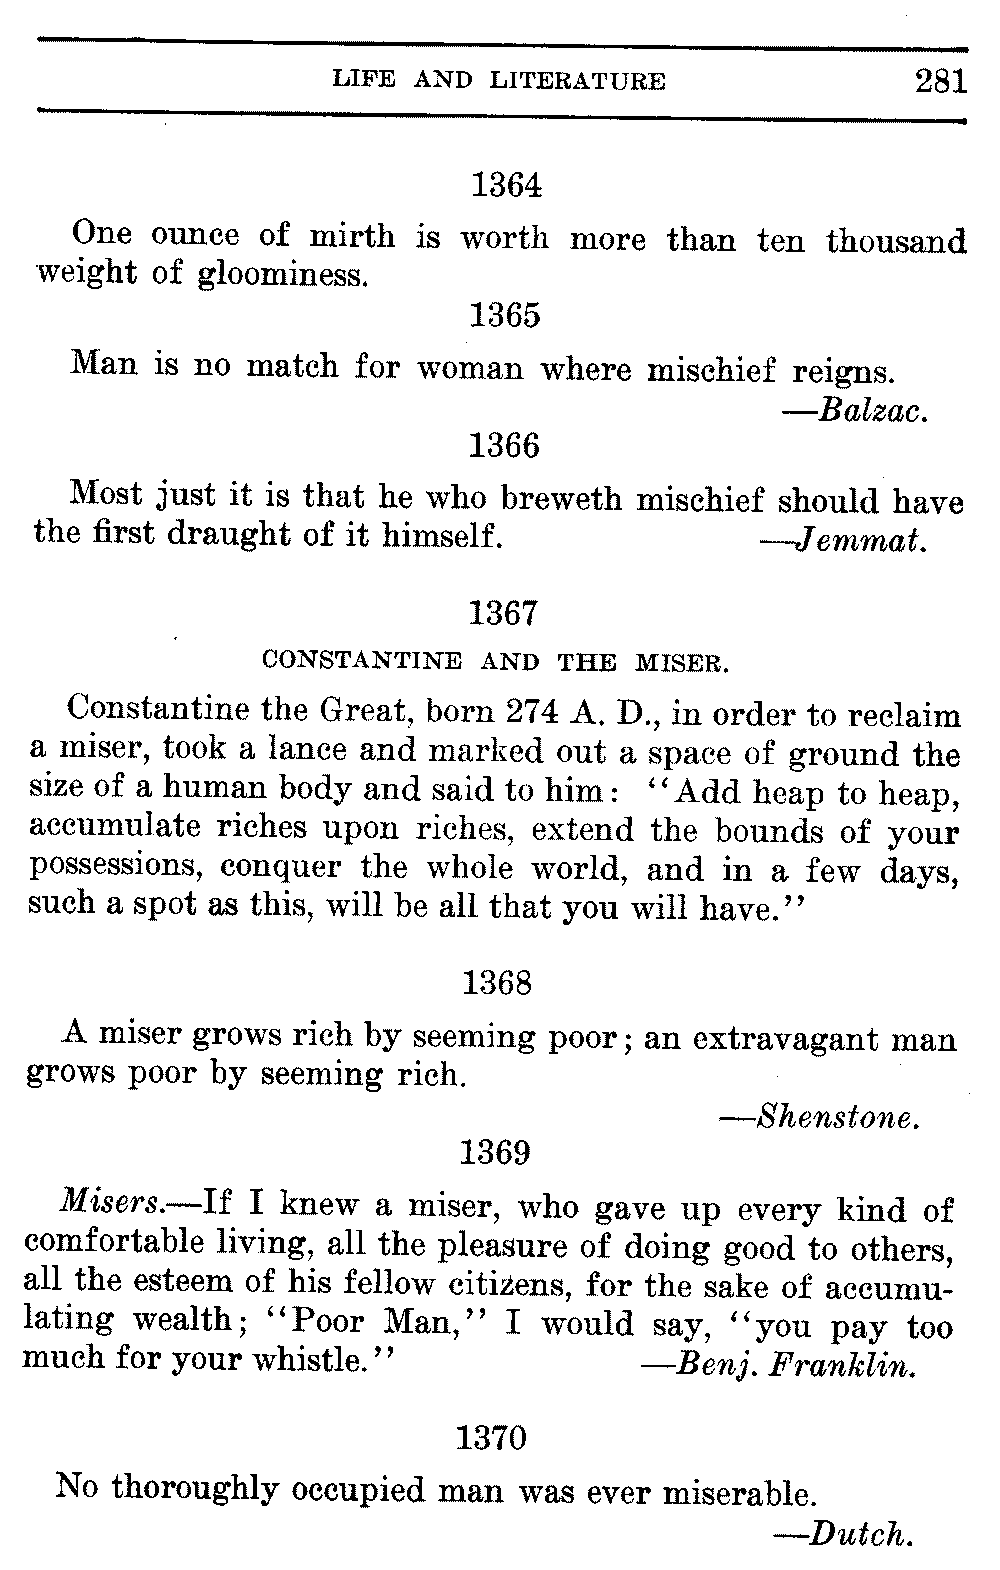 LIFE AND LITERATURE 281
1364
One ounce of mirth is worth more than ten thousand
weight of gloominess.
1365
Man is no match for woman where mischief reigns.
—Balzac.
1366
Most just it is that he who breweth mischief should have
the first draught of it himself. —Jemmat.
1367
CONSTANTINE AND THE MISER.
Constantine the Great, born 274 A. D., in order to reclaim
a miser, took a lance and marked out a space of ground the
size of a human body and said to him: "Add heap to heap,
accumulate riches upon riches, extend the bounds of your
possessions, conquer the whole world, and in a few days,
such a spot as this, will be all that you will have."
1368
A miser grows rich by seeming poor; an extravagant man
grows poor by seeming rich.
—Shenstone.
1369
Misers.—If I knew a miser, who gave up every kind of
comfortable living, all the pleasure of doing good to others,
all the esteem of his fellow citizens, for the sake of accumu-
lating wealth; "Poor Man," I would say, "you pay too
much for your whistle." —Benj. Franklin.
1370
No thoroughly occupied man was ever miserable.
—Dutch.